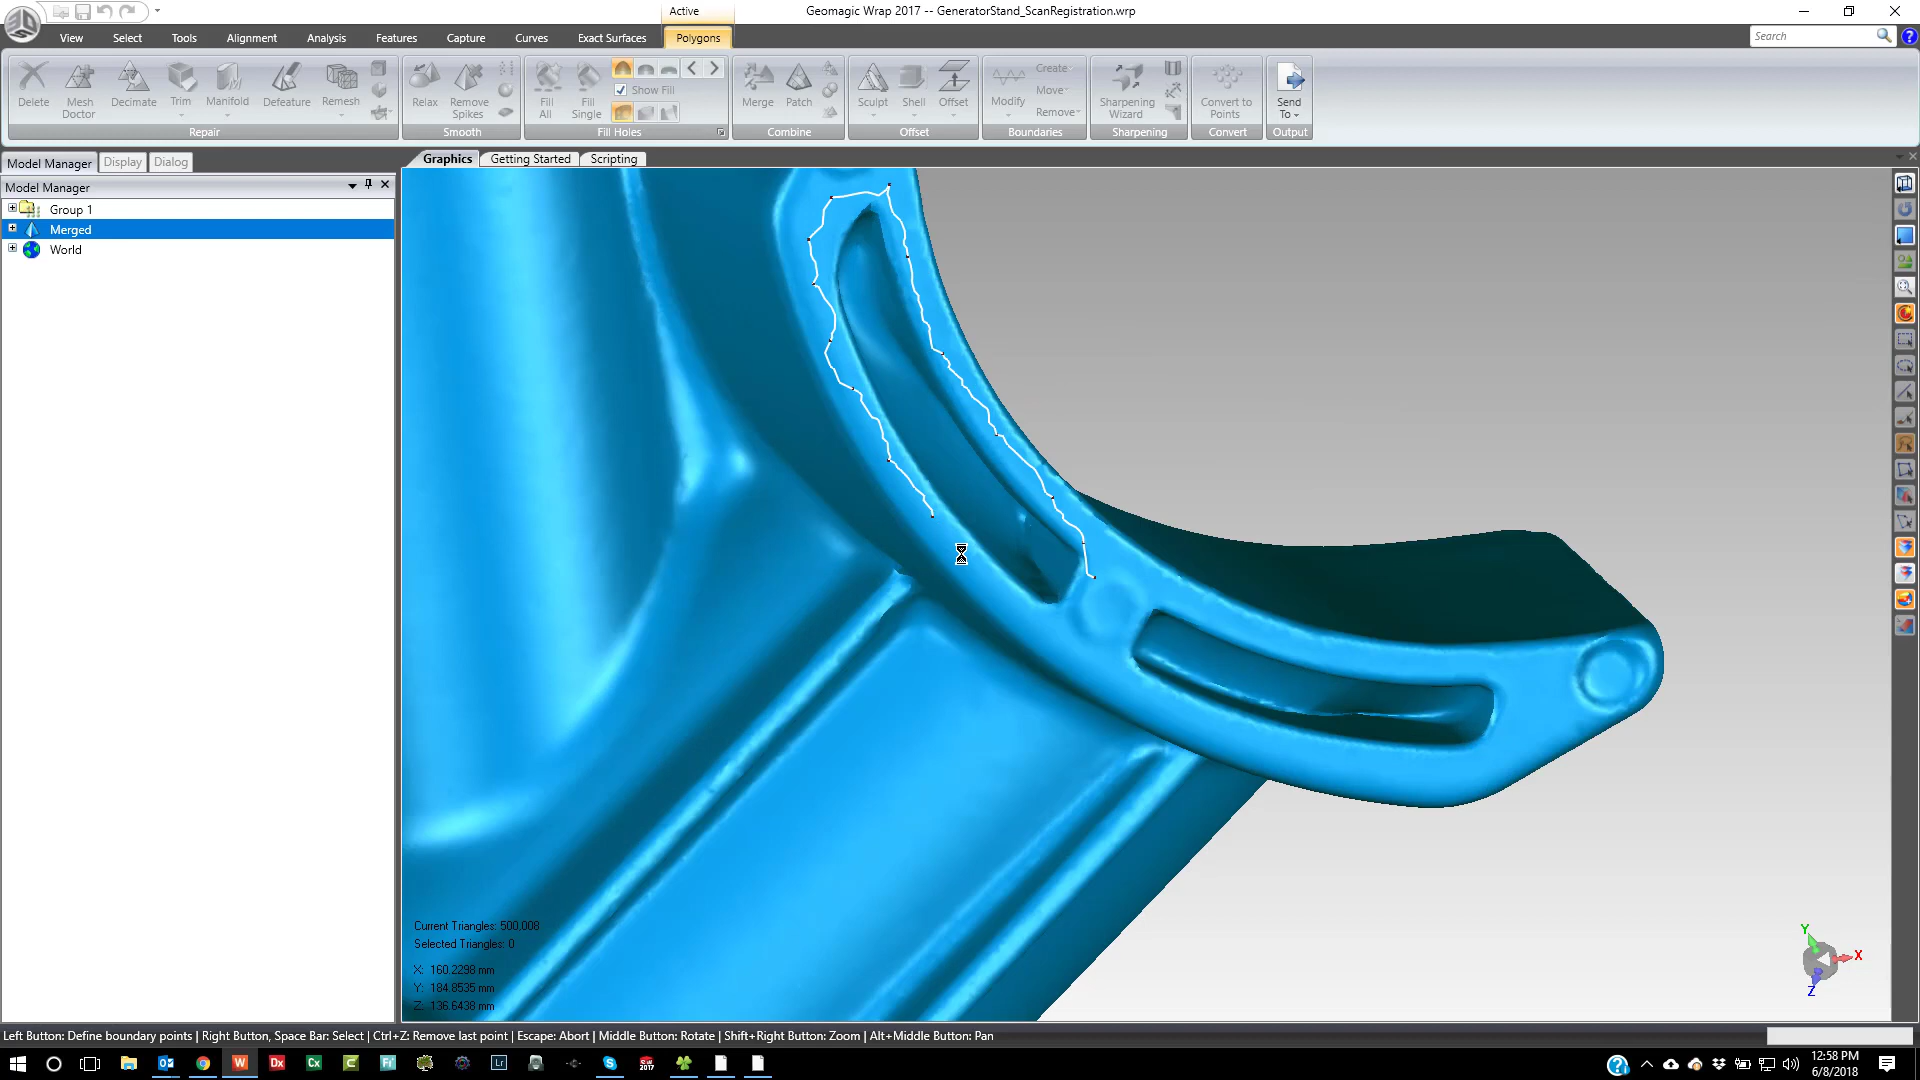 Active
Geomagic Wrap 2017 -- GeneratorStand_ScanRegistration.wrp
View Select Tools Alignment Analysis Features Capture Curves Exact Surfaces Polygons
Search
Delete
Mesh Doctor
Decimate
Trim
Manifold
Defeature
Remesh
Repair
Relax
Remove Spikes
Smooth
Fill All
Fill Single
Show Fill
Fill Holes
Merge
Patch
Combine
Sculpt
Shell
Offset
Offset
Modify
Create
Move
Remove
Boundaries
Sharpening Wizard
Sharpening
Convert to Points
Convert
Send To
Output
Model Manager Display Dialog
Graphics Getting Started Scripting
Model Manager
Group 1
Merged
World
Current Triangles: 500,008
Selected Triangles: 0
X: 160.2298 mm
Y: 184.8535 mm
Z: 136.6438 mm
Y
X
Z
Left Button: Define boundary points | Right Button, Space Bar: Select | Ctrl+Z: Remove last point | Escape: Abort | Middle Button: Rotate | Shift+Right Button: Zoom | Alt+Middle Button: Pan
W
Dx
Cx
Lr
2017
12:58 PM
6/8/2018